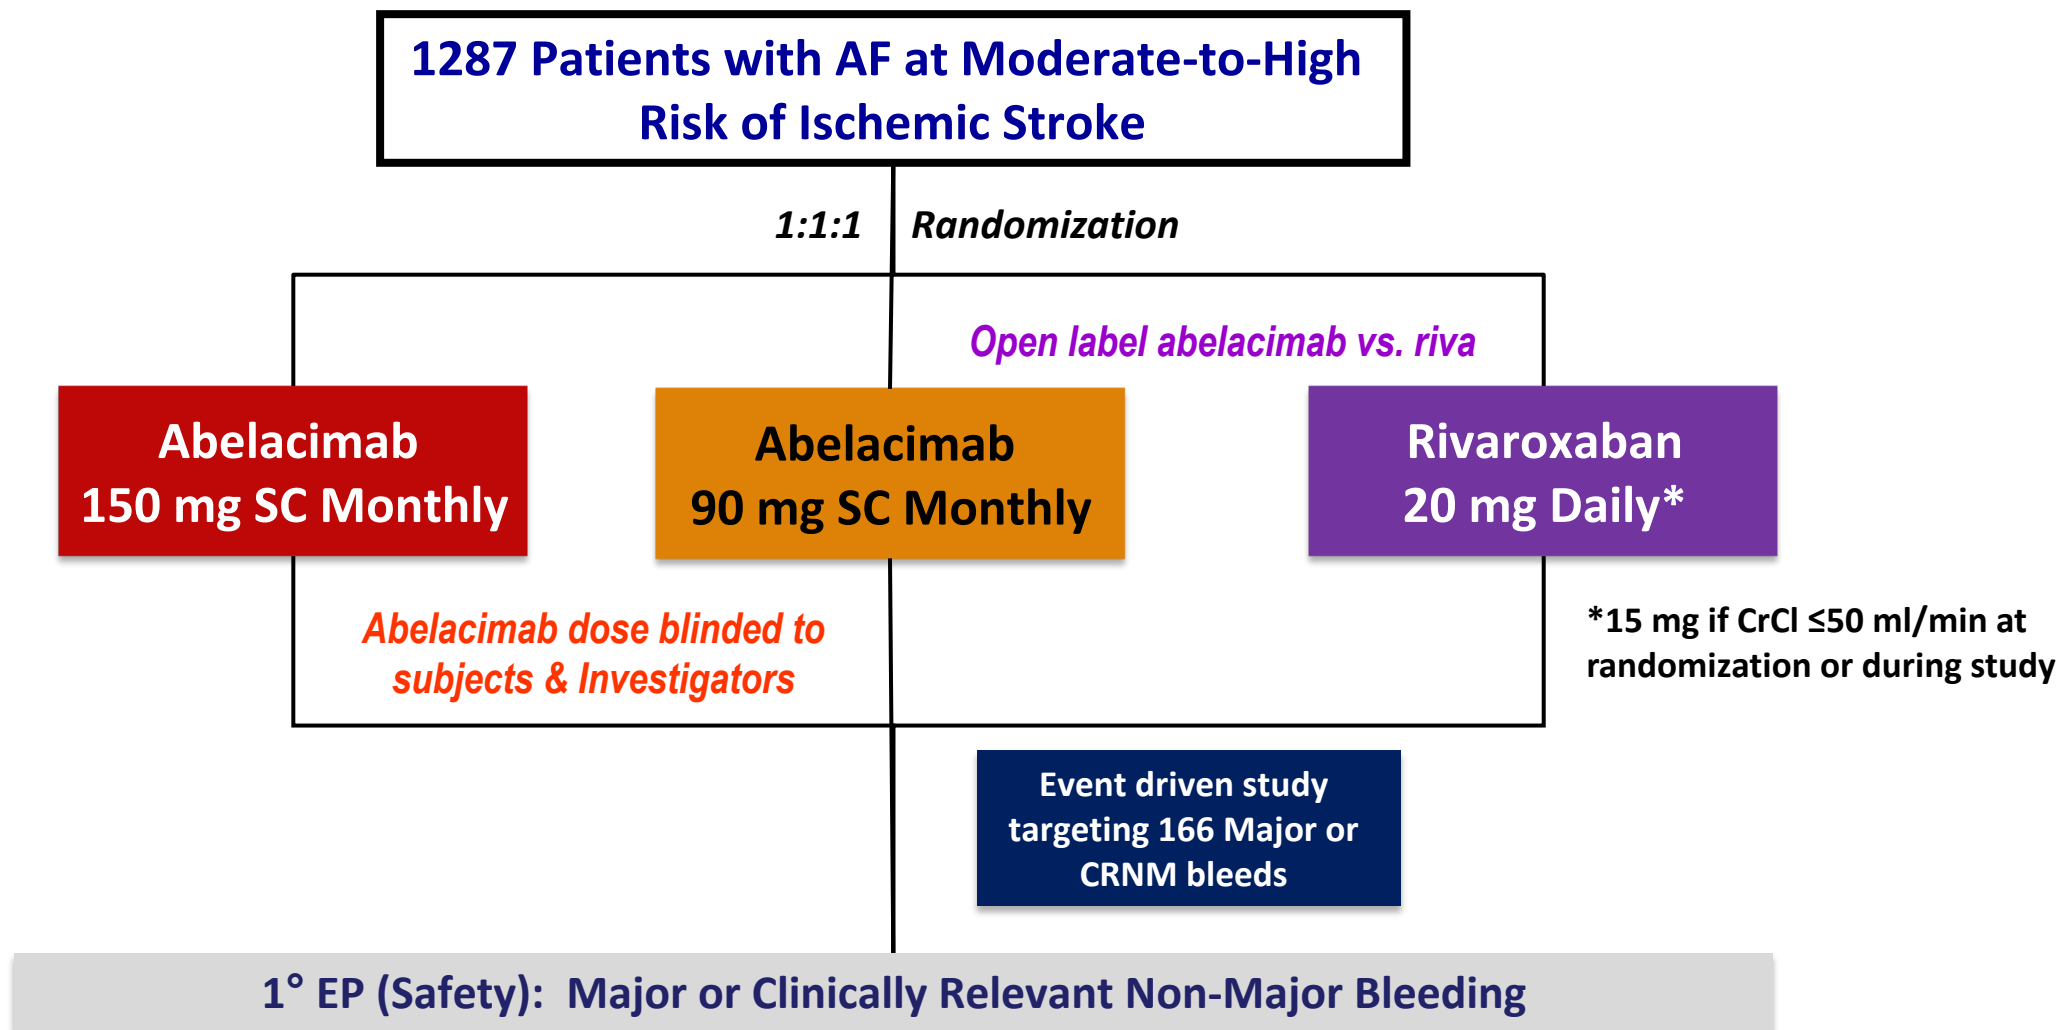 1287 Patients with AF at Moderate-to-High
Risk of Ischemic Stroke
1:1:1 Randomization
Open label abelacimab vs. riva
Abelacimab
150 mg SC Monthly
Abelacimab
90 mg SC Monthly
Rivaroxaban
20 mg Daily*
Abelacimab dose blinded to
subjects & Investigators
*15 mg if CrCl ≤50 ml/min at
randomization or during study
Event driven study
targeting 166 Major or
CRNM bleeds
1° EP (Safety): Major or Clinically Relevant Non-Major Bleeding